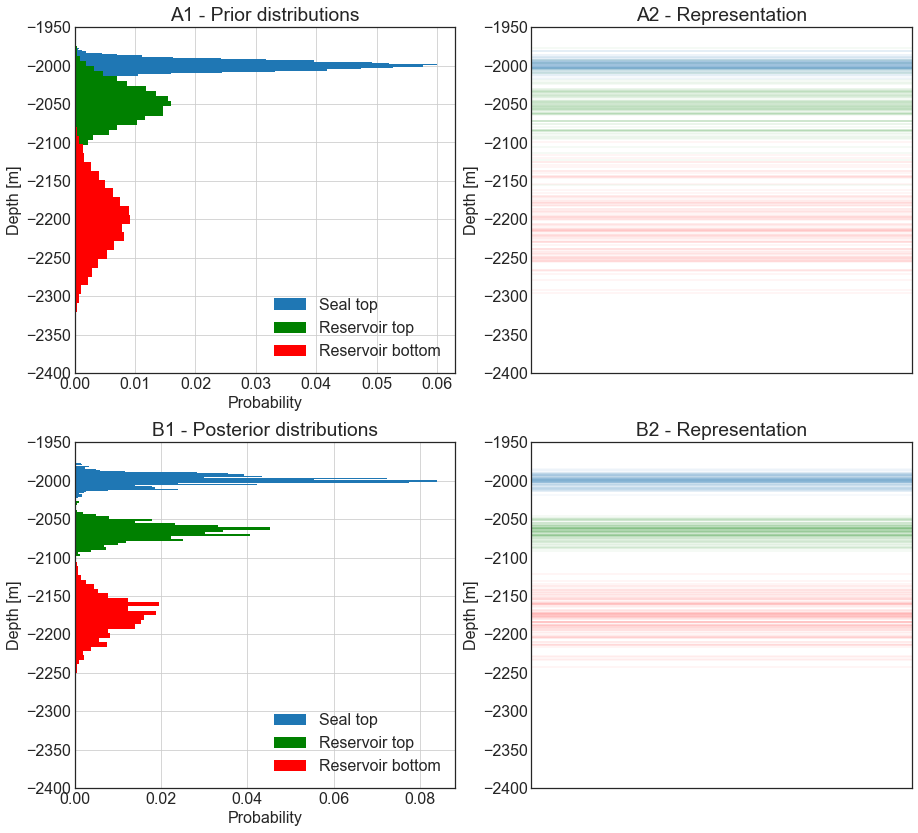 A1 - Prior distributions
−1950
−2000
−2050
−2100
−2150
−2200
−2250
−2300
−2350
−2400
Depth [m]
Seal top
Reservoir top
Reservoir bottom
0.00 0.01 0.02 0.03 0.04 0.05 0.06
Probability
A2 - Representation
−1950
−2000
−2050
−2100
−2150
−2200
−2250
−2300
−2350
−2400
Depth [m]
B1 - Posterior distributions
−1950
−2000
−2050
−2100
−2150
−2200
−2250
−2300
−2350
−2400
Depth [m]
Seal top
Reservoir top
Reservoir bottom
0.00 0.02 0.04 0.06 0.08
Probability
B2 - Representation
−1950
−2000
−2050
−2100
−2150
−2200
−2250
−2300
−2350
−2400
Depth [m]